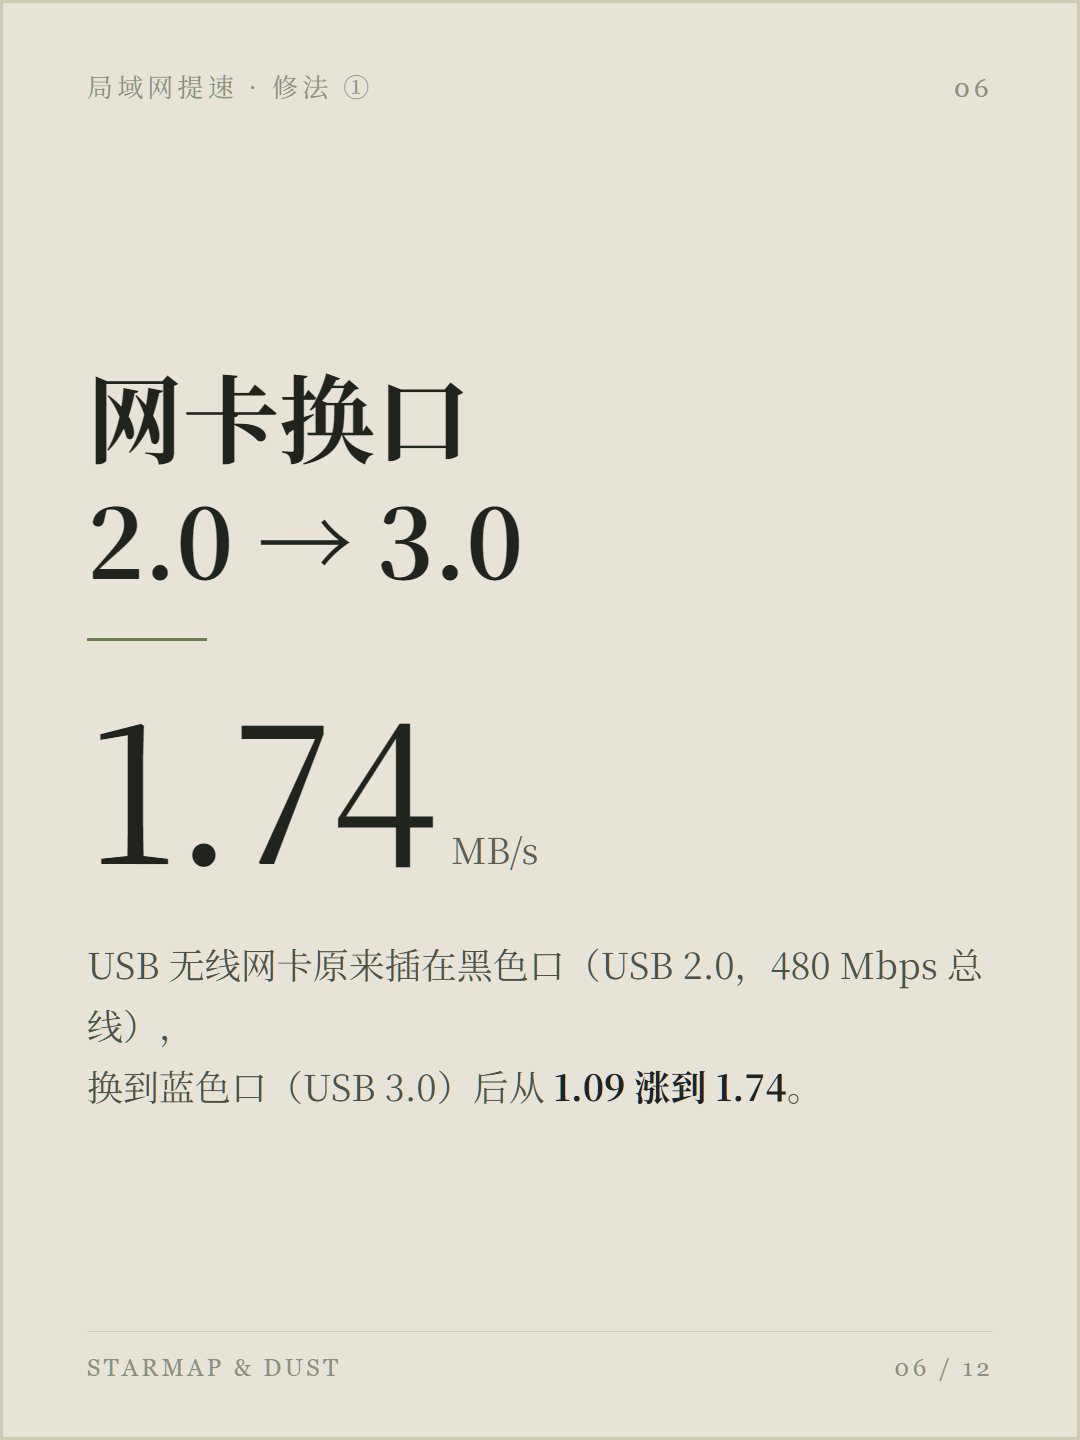 局域网提速 · 修法 ①
06
网卡换口
2.0 → 3.0
1.74 MB/s
USB 无线网卡原来插在黑色口（USB 2.0，480 Mbps 总
线），
换到蓝色口（USB 3.0）后从 1.09 涨到 1.74。
STARMAP & DUST
06 / 12